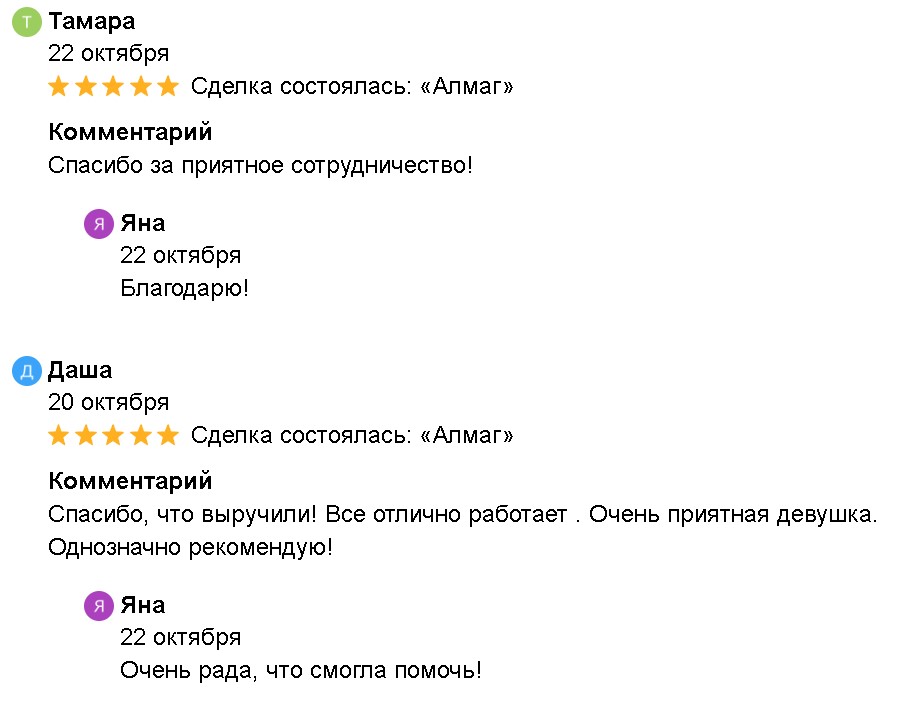 Т Тамара
22 октября
Сделка состоялась: «Алмаг»
Комментарий
Спасибо за приятное сотрудничество!
Я Яна
22 октября
Благодарю!
Д Даша
20 октября
Сделка состоялась: «Алмаг»
Комментарий
Спасибо, что выручили! Все отлично работает . Очень приятная девушка.
Однозначно рекомендую!
Я Яна
22 октября
Очень рада, что смогла помочь!